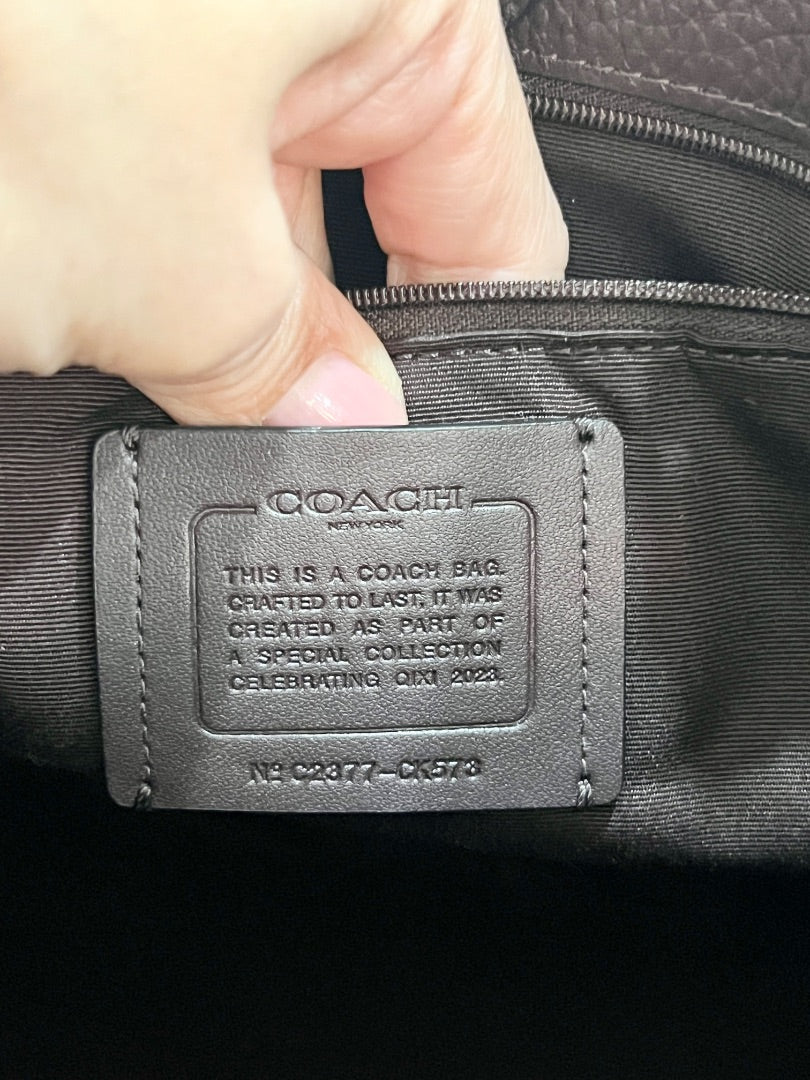 COACH
NEW YORK
THIS IS A COACH BAG.
CRAFTED TO LAST, IT WAS
CREATED AS PART OF
A SPECIAL COLLECTION
CELEBRATING QIXI 2023.
Nº C2377-CK573